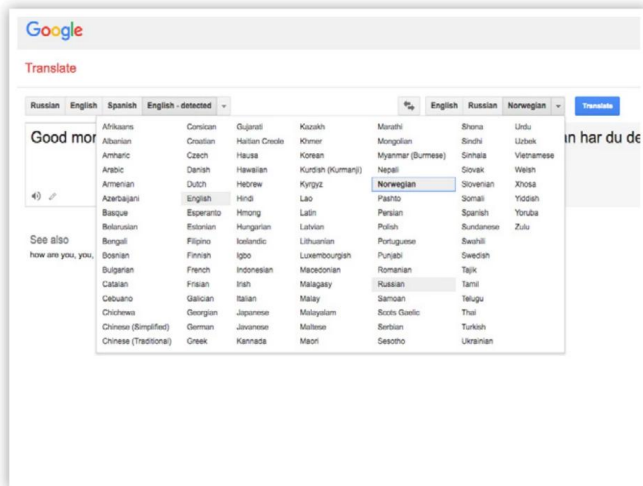 Google
Translate
Russian English Spanish English - detected English Russian Norwegian Translate
Good mor
n har du de
Afrikaans Corsican Gujarati Kazakh Marathi Shona Urdu
Albanian Croatian Haitian Creole Khmer Mongolian Sindhi Uzbek
Amharic Czech Hausa Korean Myanmar (Burmese) Sinhala Vietnamese
Arabic Danish Hawaiian Kurdish (Kurmanji) Nepali Slovak Welsh
Armenian Dutch Hebrew Kyrgyz Norwegian Slovenian Xhosa
Azerbaijani English Hindi Lao Pashto Somali Yiddish
Basque Esperanto Hmong Latin Persian Spanish Yoruba
Belarusian Estonian Hungarian Latvian Polish Sundanese Zulu
Bengali Filipino Icelandic Lithuanian Portuguese Swahili
Bosnian Finnish Igbo Luxembourgish Punjabi Swedish
Bulgarian French Indonesian Macedonian Romanian Tajik
Catalan Frisian Irish Malagasy Russian Tamil
Cebuano Galician Italian Malay Samoan Telugu
Chichewa Georgian Japanese Malayalam Scots Gaelic Thai
Chinese (Simplified) German Javanese Maltese Serbian Turkish
Chinese (Traditional) Greek Kannada Maori Sesotho Ukrainian
See also
how are you, you,